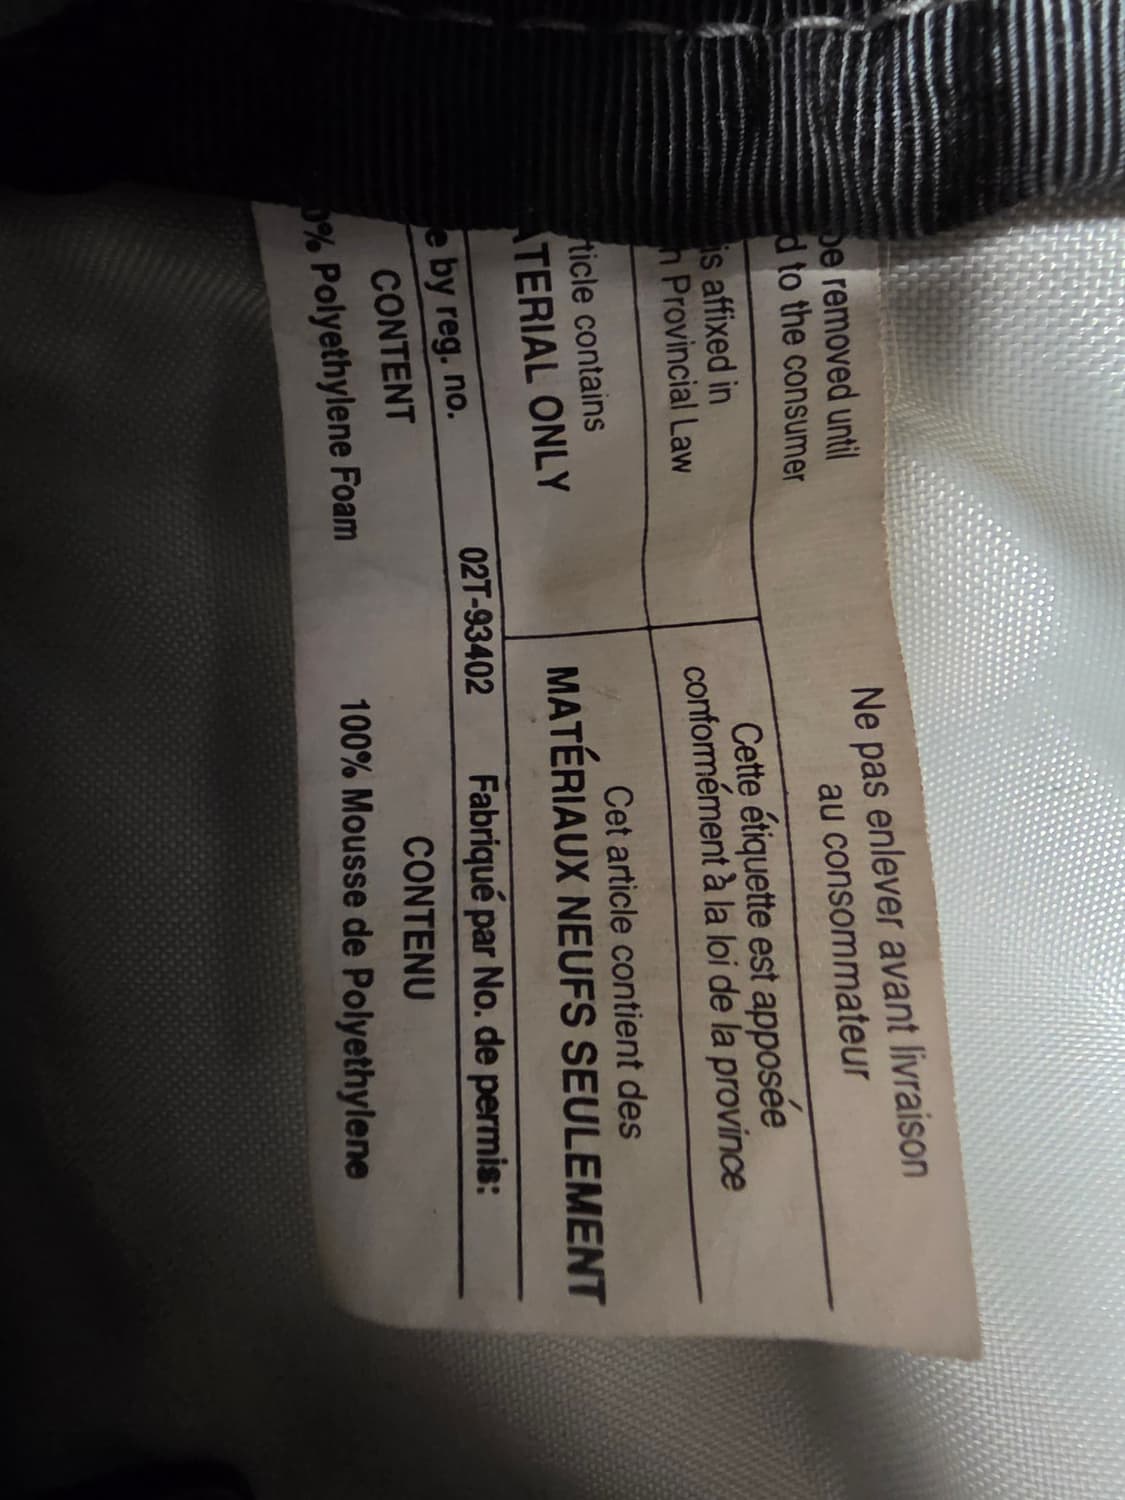 be removed until
d to the consumer
Ne pas enlever avant livraison
au consommateur
is affixed in
n Provincial Law
Cette étiquette est apposée
conformément à la loi de la province
ticle contains
ATERIAL ONLY
Cet article contient des
MATÉRIAUX NEUFS SEULEMENT
e by reg. no. 02T-93402 Fabriqué par No. de permis:
CONTENT
0% Polyethylene Foam
CONTENU
100% Mousse de Polyethylene